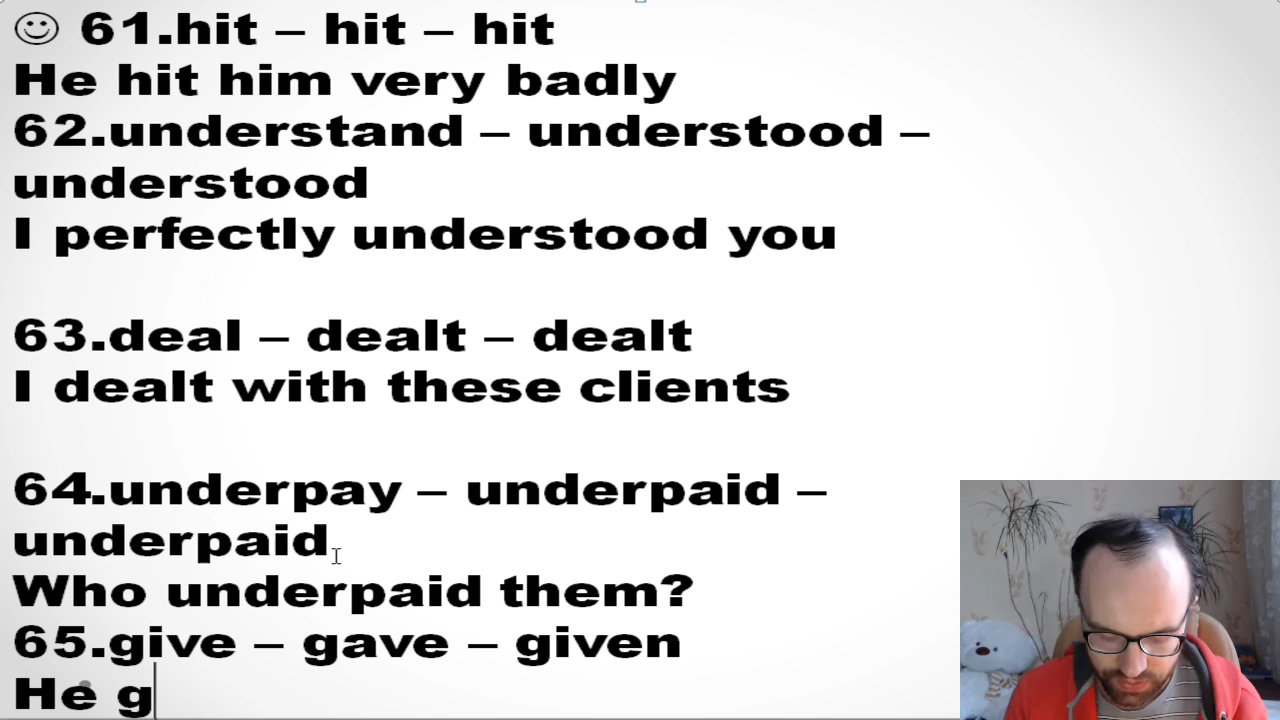 ☺ 61.hit – hit – hit
He hit him very badly
62.understand – understood –
understood
I perfectly understood you
63.deal – dealt – dealt
I dealt with these clients
64.underpay – underpaid –
underpaid
Who underpaid them?
65.give – gave – given
He g